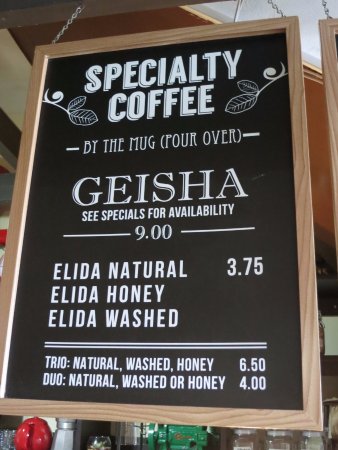 SPECIALTY
COFFEE
BY THE MUG (POUR OVER)
GEISHA
SEE SPECIALS FOR AVAILABILITY
9.00
ELIDA NATURAL 3.75
ELIDA HONEY
ELIDA WASHED
TRIO: NATURAL, WASHED, HONEY 6.50
DUO: NATURAL, WASHED OR HONEY 4.00